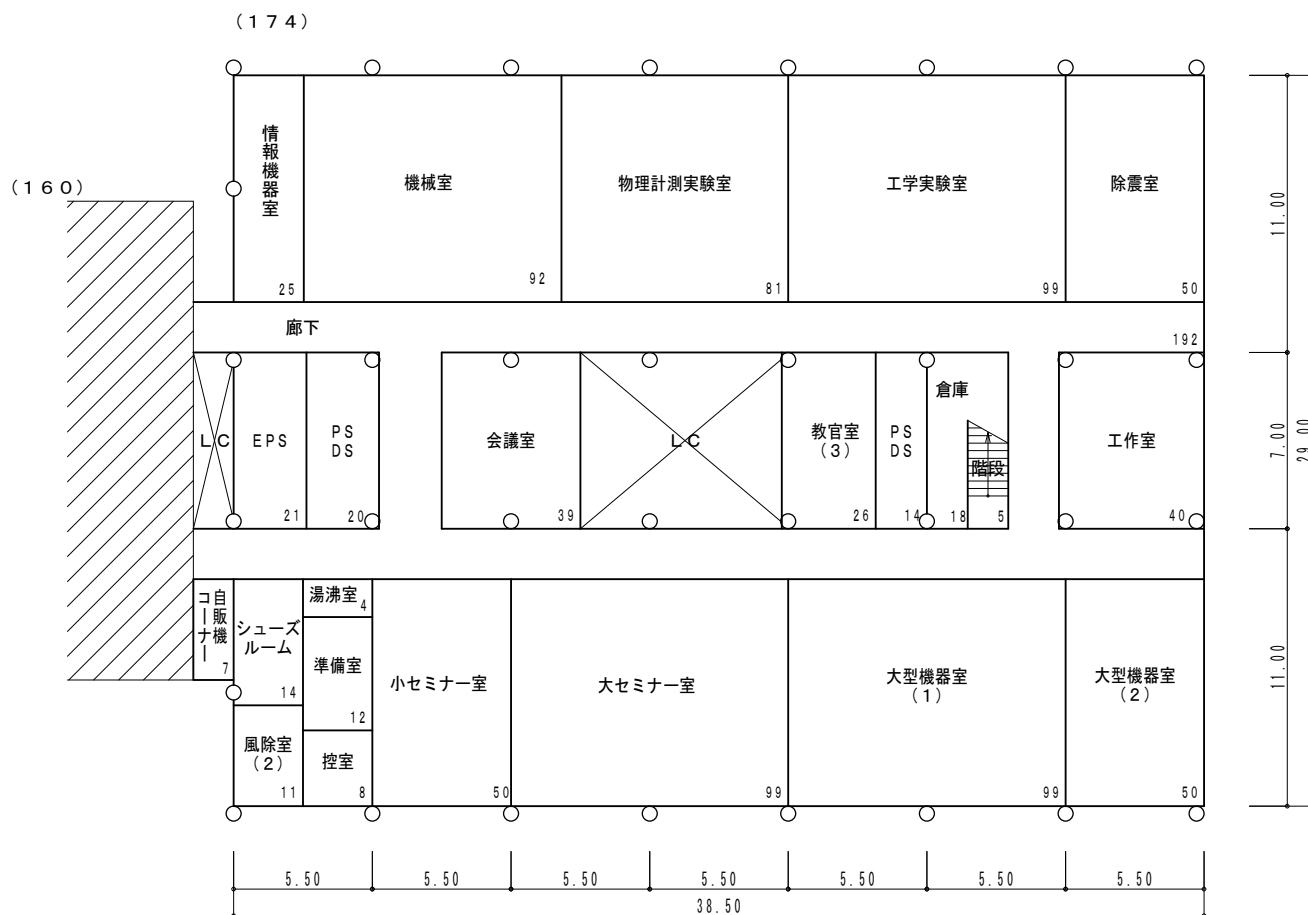 (174)
(160)
情報機器室
25
機械室
92
物理計測実験室
81
工学実験室
99
除震室
50
11.00
廊下
192
LC
EPS
21
PS
DS
20
会議室
39
LC
教官室
(3)
26
PS
DS
14
倉庫
18
階段
5
工作室
40
7.00
29.00
自販機
コーナー
7
シューズ
ルーム
14
湯沸室
4
準備室
12
風除室
(2)
11
控室
8
小セミナー室
50
大セミナー室
99
大型機器室
(1)
99
大型機器室
(2)
50
11.00
5.50
5.50
5.50
5.50
5.50
5.50
5.50
38.50